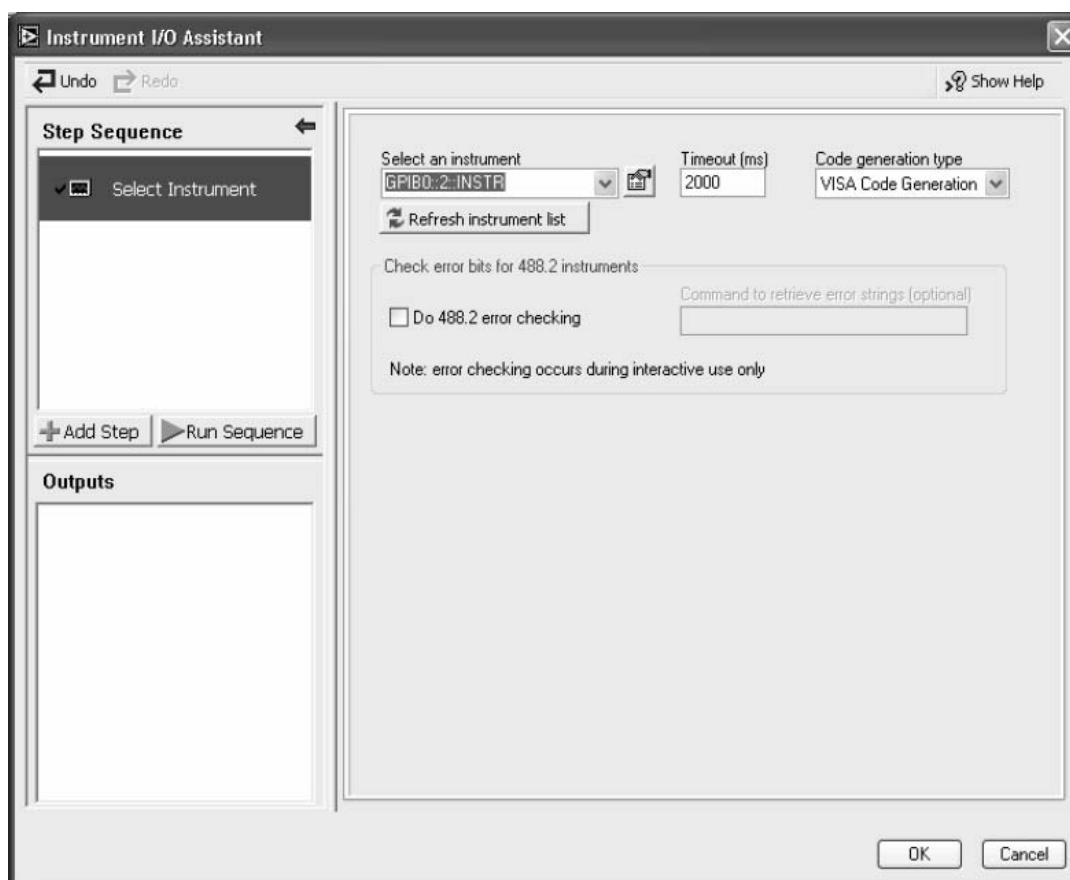 Instrument I/O Assistant
Undo Redo Show Help
Step Sequence
Select Instrument
Select an instrument Timeout (ms) Code generation type
GPIB0::2::INSTR 2000 VISA Code Generation
Refresh instrument list
Check error bits for 488.2 instruments
Command to retrieve error strings (optional)
Do 488.2 error checking
Note: error checking occurs during interactive use only
Add Step Run Sequence
Outputs
OK Cancel